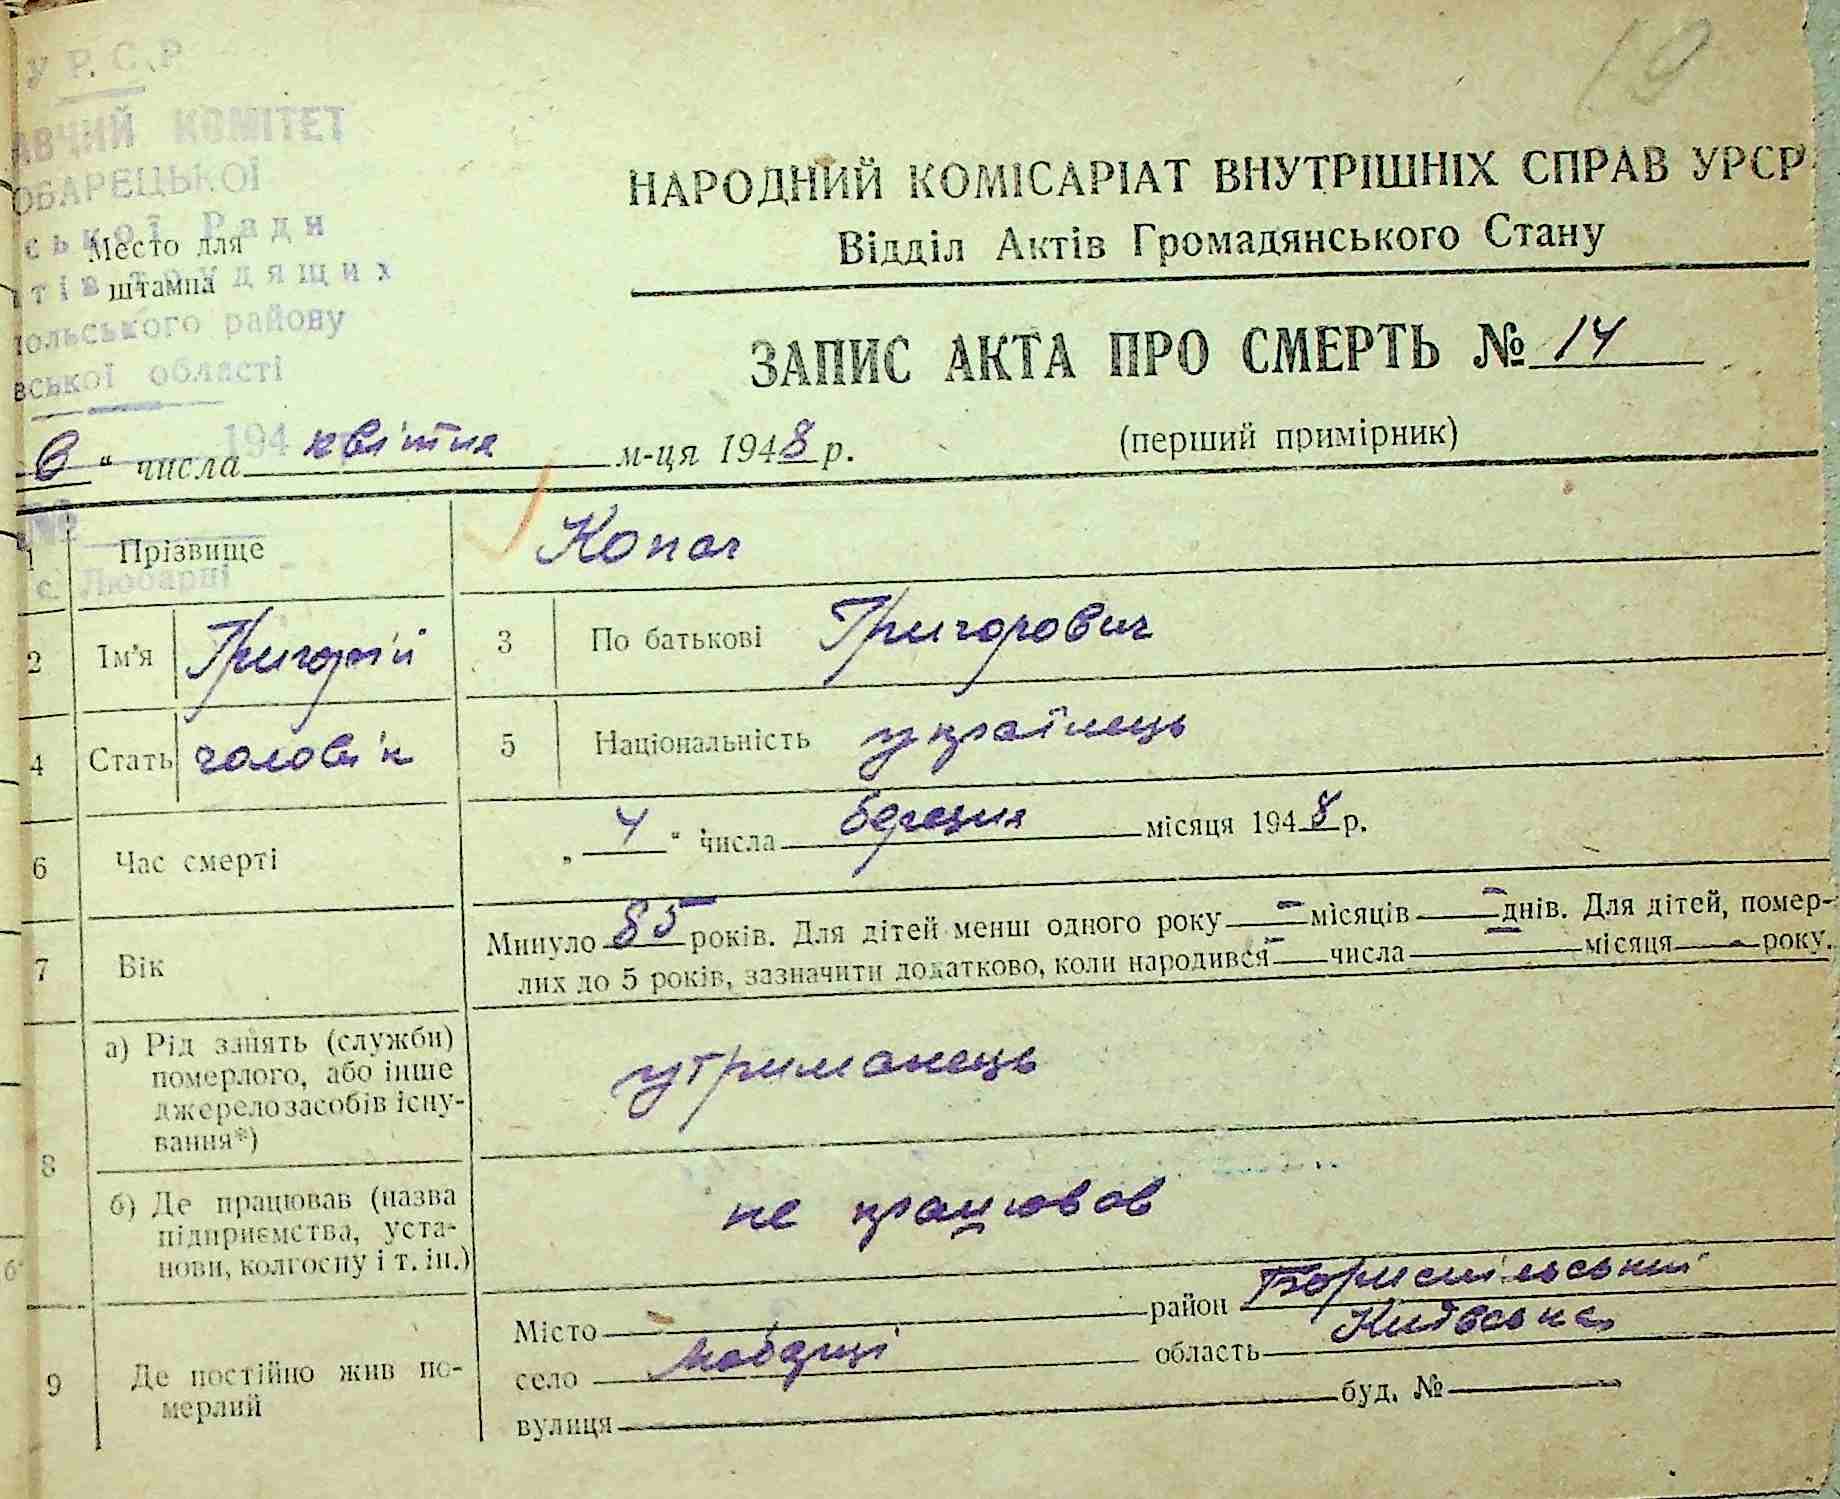 19
У Р.С.Р
АВЧИЙ КОМІТЕТ
ОБАРЕЦЬКОЇ
ської Ради
тів трудящих
польського району
вської області
194
№
с. Любарці
Место для
штампа
НАРОДНИЙ КОМІСАРІАТ ВНУТРІШНІХ СПРАВ УРСР
Відділ Актів Громадянського Стану
ЗАПИС АКТА ПРО СМЕРТЬ № 14
(перший примірник)
6 “ числа квітня м-ця 1948 р.
1 Прізвище Копач
2 Ім’я Григорій 3 По батькові Григорович
4 Стать чоловік 5 Національність українець
6 Час смерті „ 4 “ числа березня місяця 1948 р.
7 Вік Минуло 85 років. Для дітей менш одного року - місяців - днів. Для дітей, помер-
лих до 5 років, зазначити додатково, коли народився - числа - місяця - року.
8 а) Рід занять (служби)
померлого, або інше
джерело засобів існу-
вання*)
утриманець
б) Де працював (назва
підприємства, уста-
нови, колгоспу і т. ін.)
не працював
9 Де постійно жив по-
мерлий
Місто район Бориспільський
село Любарці область Київська
вулиця буд. №